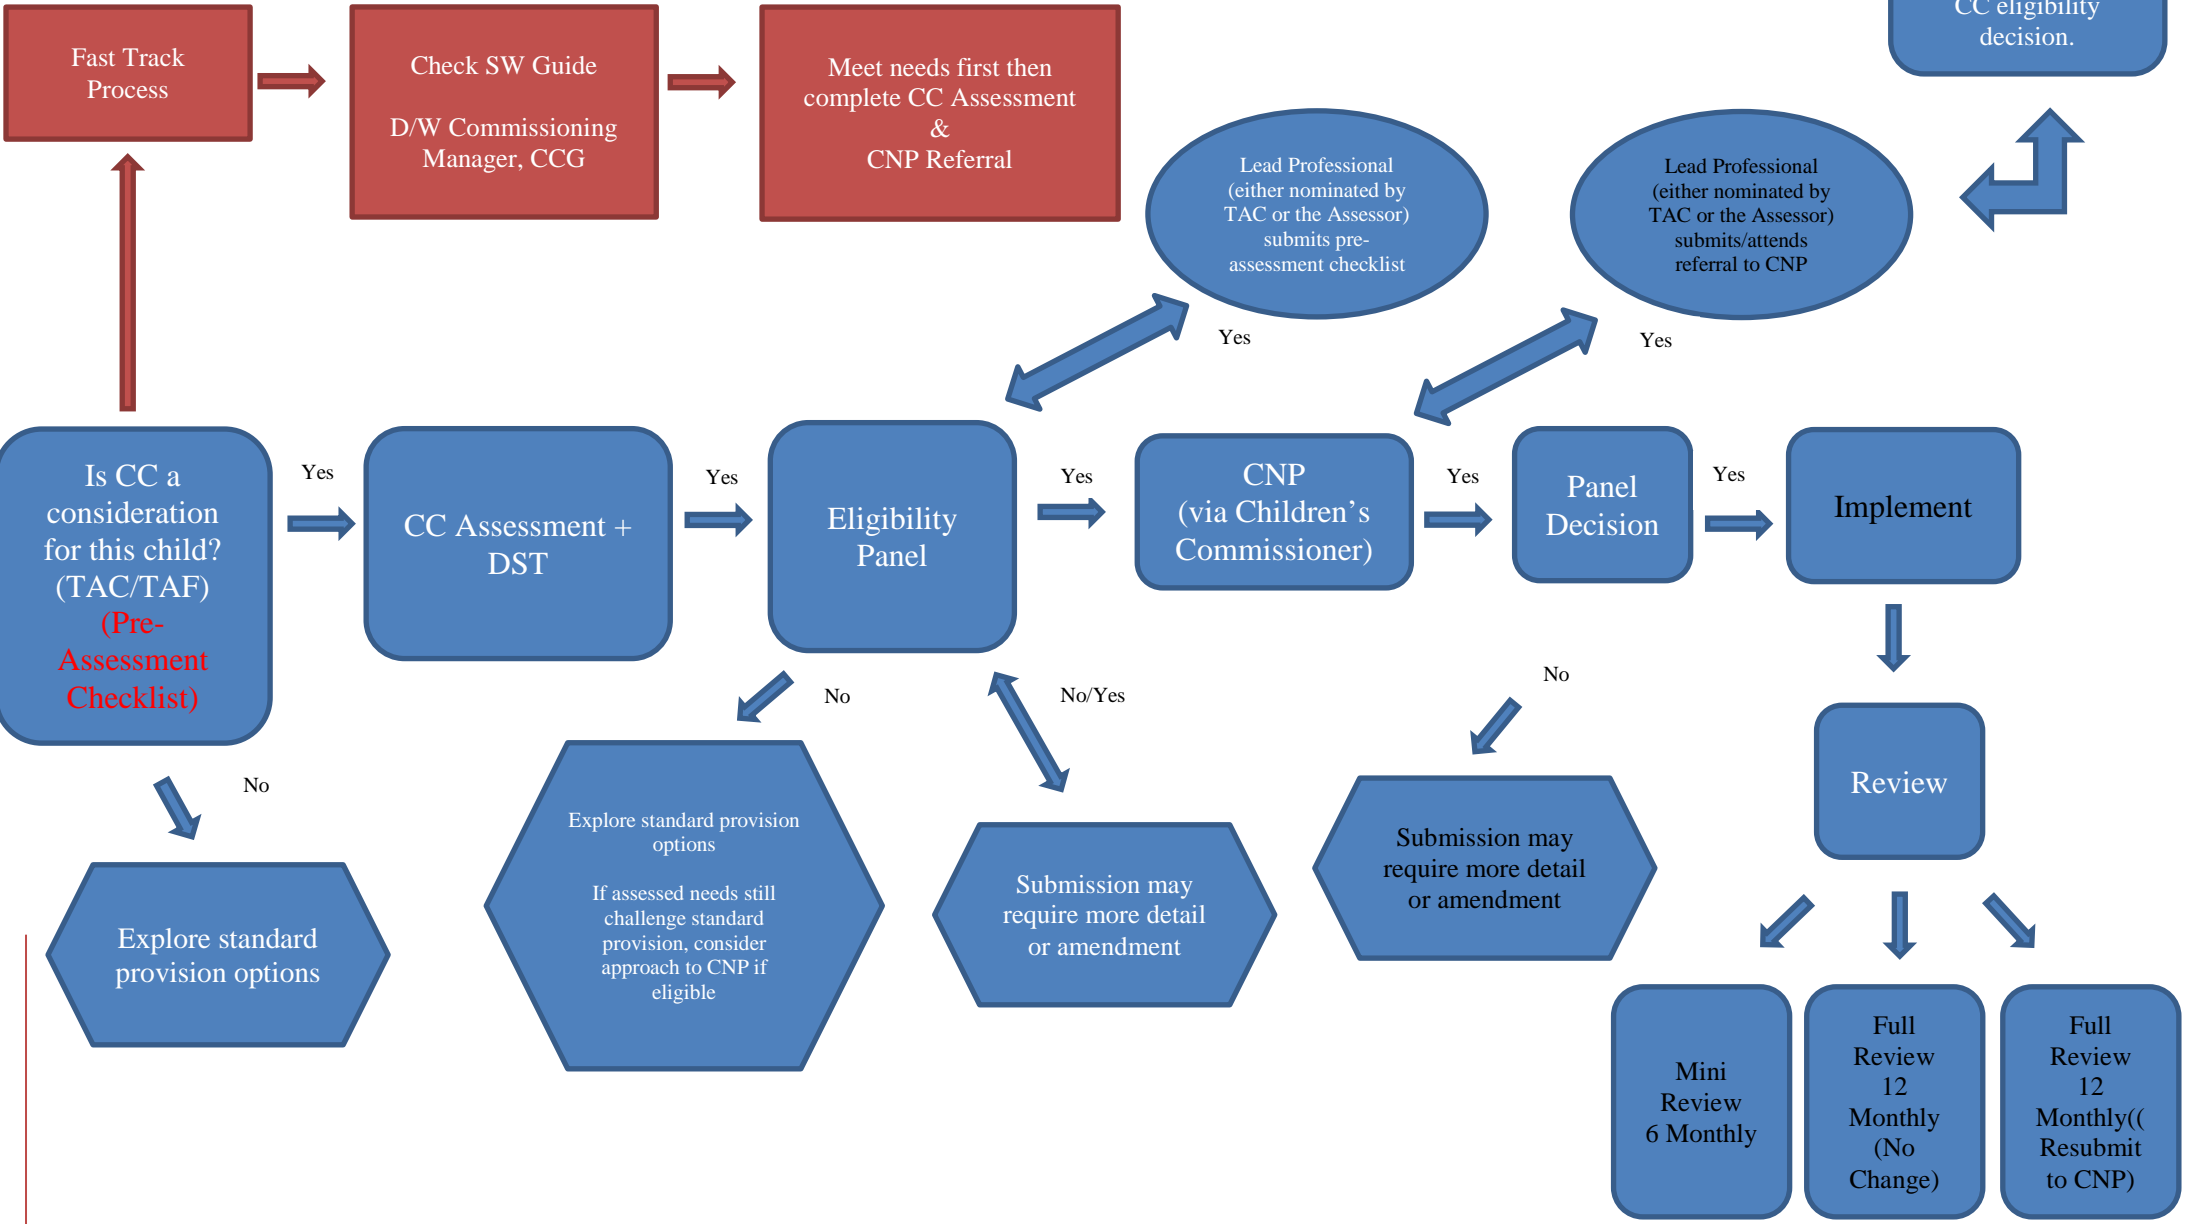 CC eligibility
decision.
Fast Track
Process
Check SW Guide
D/W Commissioning
Manager, CCG
Meet needs first then
complete CC Assessment
&
CNP Referral
Lead Professional
(either nominated by
TAC or the Assessor)
submits pre-
assessment checklist
Lead Professional
(either nominated by
TAC or the Assessor)
submits/attends
referral to CNP
Yes
Yes
Is CC a
consideration
for this child?
(TAC/TAF)
(Pre-
Assessment
Checklist)
Yes
CC Assessment +
DST
Yes
Eligibility
Panel
Yes
CNP
(via Children’s
Commissioner)
Yes
Panel
Decision
Yes
Implement
No
No
No/Yes
No
Review
Explore standard
provision options
Explore standard provision
options
If assessed needs still
challenge standard
provision, consider
approach to CNP if
eligible
Submission may
require more detail
or amendment
Submission may
require more detail
or amendment
Mini
Review
6 Monthly
Full
Review
12
Monthly
(No
Change)
Full
Review
12
Monthly((
Resubmit
to CNP)